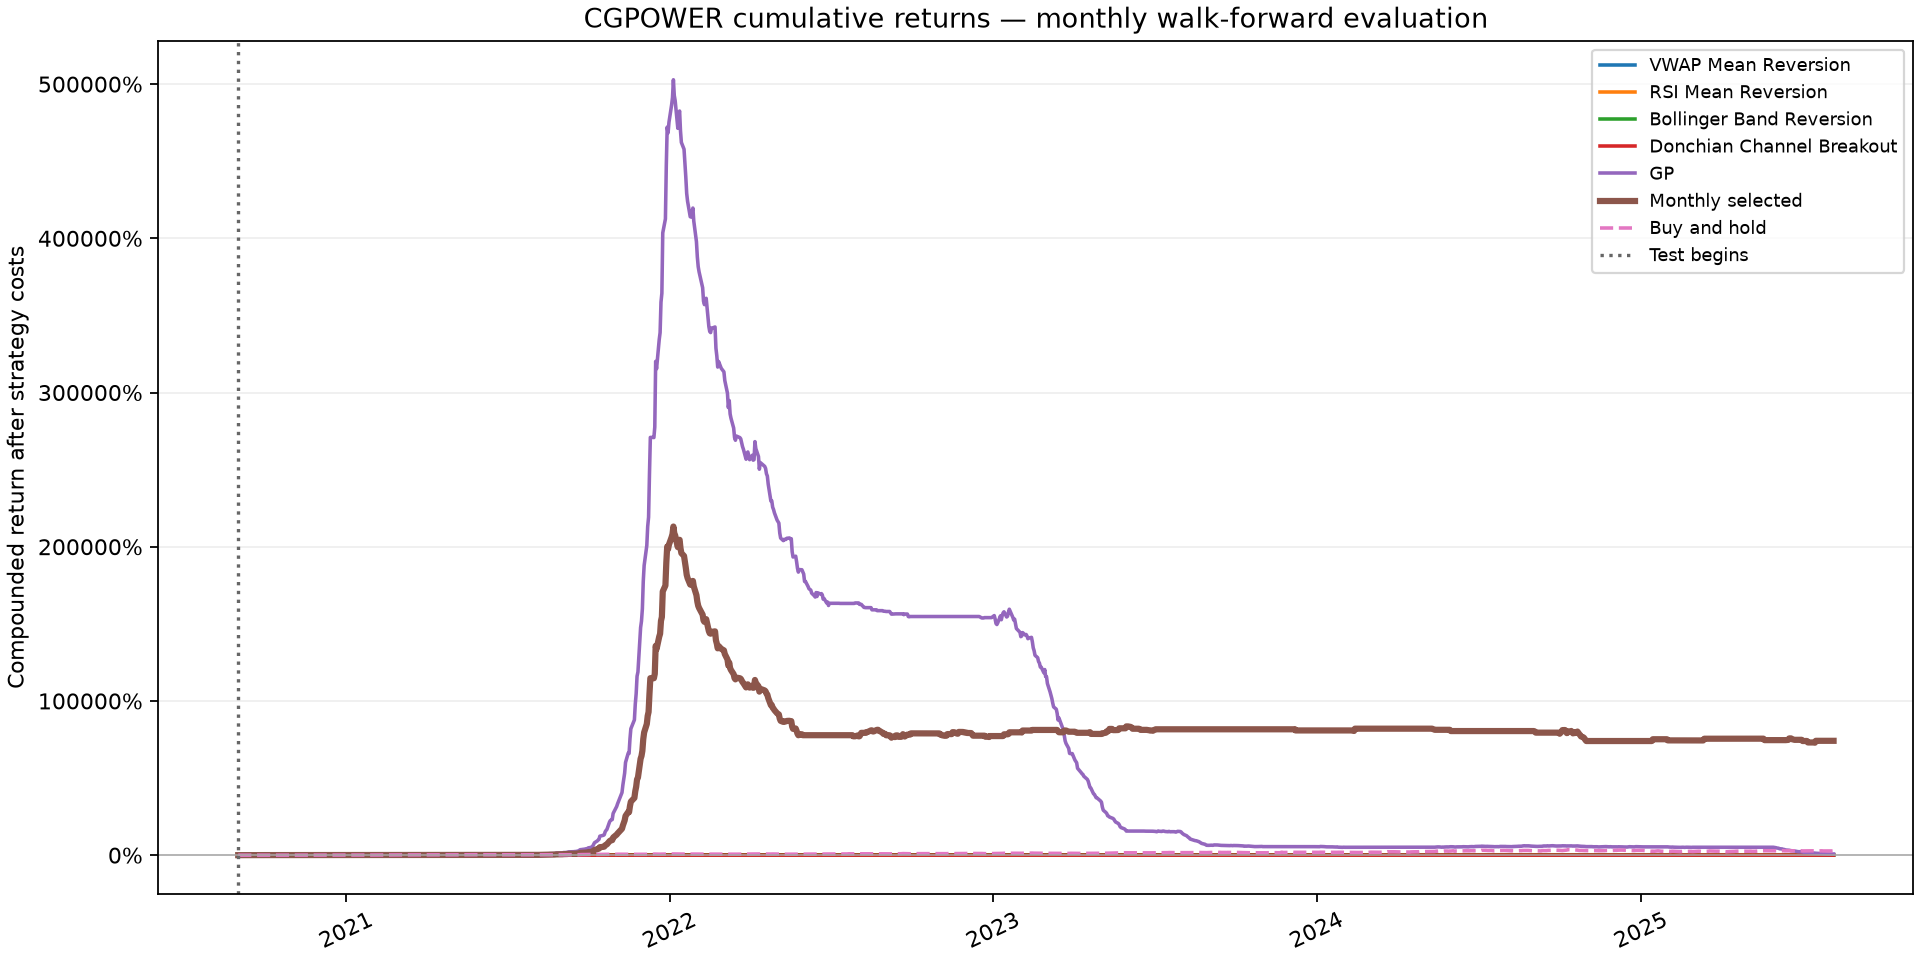 CGPOWER cumulative returns — monthly walk-forward evaluation
Compounded return after strategy costs
500000%
400000%
300000%
200000%
100000%
0%
2021
2022
2023
2024
2025
VWAP Mean Reversion
RSI Mean Reversion
Bollinger Band Reversion
Donchian Channel Breakout
GP
Monthly selected
Buy and hold
Test begins